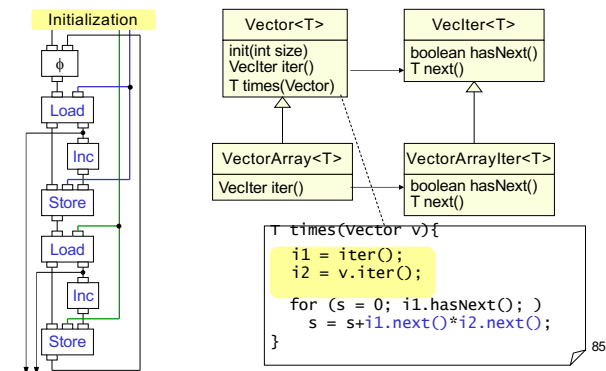 Initialization
ϕ
Load
Inc
Store
Load
Inc
Store
Vector<T>
init(int size)
VecIter iter()
T times(Vector)
VecIter<T>
boolean hasNext()
T next()
VectorArray<T>
VecIter iter()
VectorArrayIter<T>
boolean hasNext()
T next()
T times(Vector v){
i1 = iter();
i2 = v.iter();
for (s = 0; i1.hasNext(); )
s = s+i1.next()*i2.next();
}
85